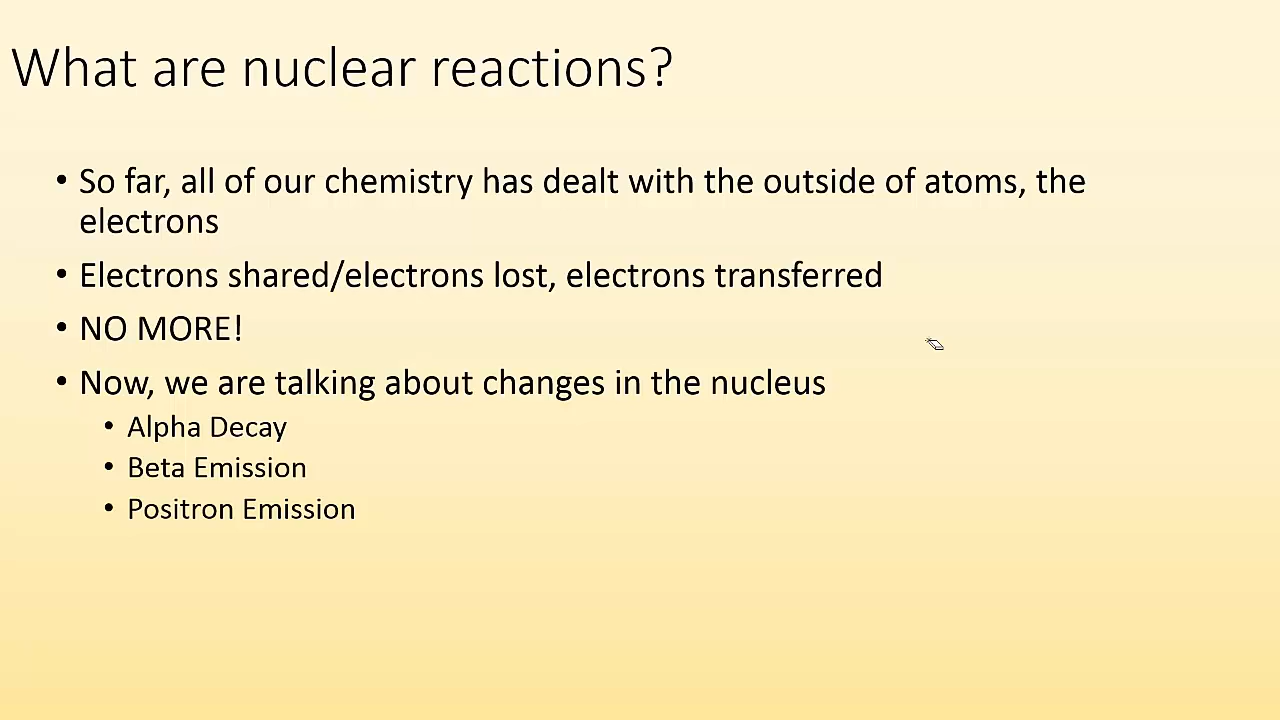 What are nuclear reactions?
• So far, all of our chemistry has dealt with the outside of atoms, the
electrons
• Electrons shared/electrons lost, electrons transferred
• NO MORE!
• Now, we are talking about changes in the nucleus
• Alpha Decay
• Beta Emission
• Positron Emission